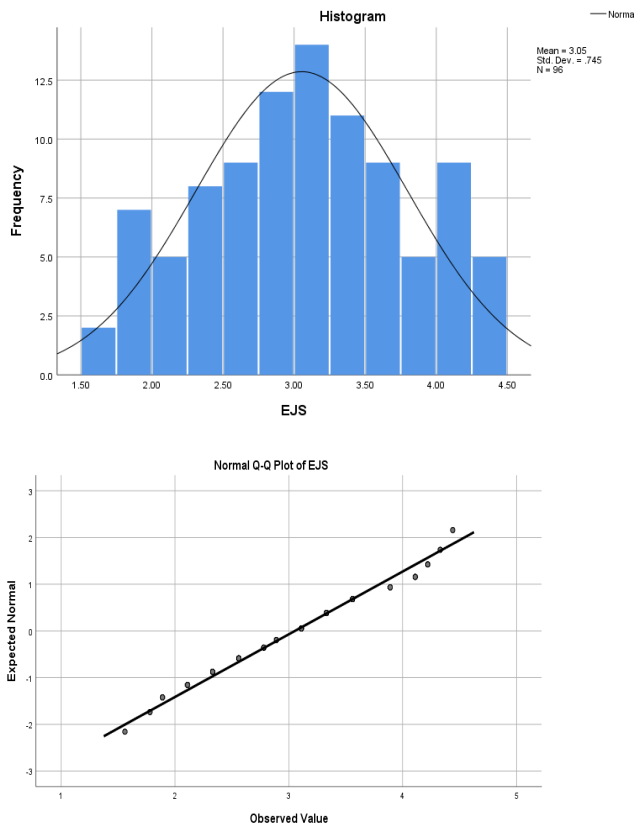 Histogram
Norma
Mean = 3.05
Std. Dev. = .745
N = 96
Frequency
12.5
10.0
7.5
5.0
2.5
0.0
1.50 2.00 2.50 3.00 3.50 4.00 4.50
EJS
Normal Q-Q Plot of EJS
Expected Normal
3
2
1
0
-1
-2
-3
1 2 3 4 5
Observed Value